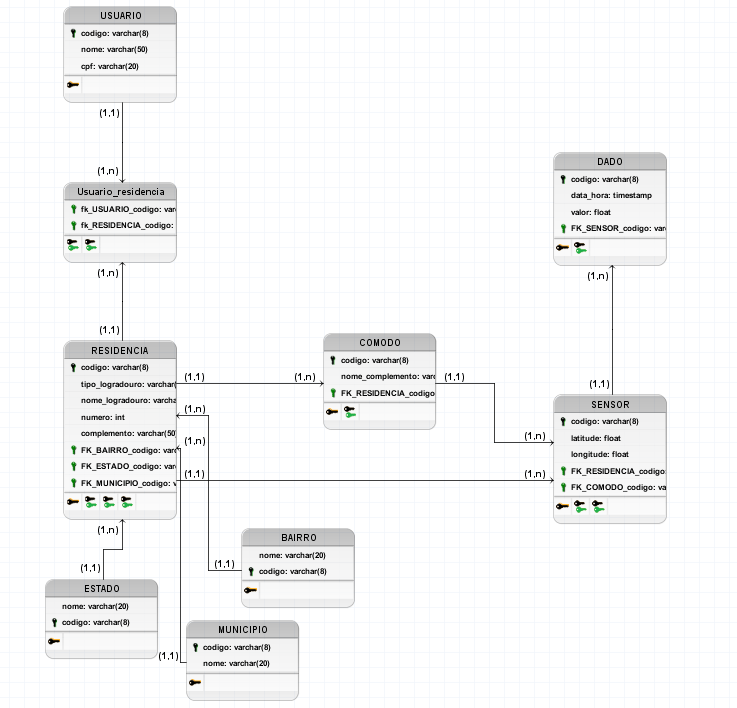 USUARIO
codigo: varchar(8)
nome: varchar(50)
cpf: varchar(20)
(1,1)
(1,n)
Usuario_residencia
fk_USUARIO_codigo: var
fk_RESIDENCIA_codigo:
(1,n)
(1,1)
RESIDENCIA
codigo: varchar(8)
tipo_logradouro: varchar(
nome_logradouro: varcha
numero: int
complemento: varchar(50
FK_BAIRRO_codigo: varc
FK_ESTADO_codigo: var
FK_MUNICIPIO_codigo: v
(1,1)
(1,n)
(1,n)
(1,n)
(1,1)
(1,n)
COMODO
codigo: varchar(8)
nome_complemento: varc
FK_RESIDENCIA_codigo
(1,1)
(1,n)
DADO
codigo: varchar(8)
data_hora: timestamp
valor: float
FK_SENSOR_codigo: varc
(1,n)
(1,1)
SENSOR
codigo: varchar(8)
latitude: float
longitude: float
FK_RESIDENCIA_codigo
FK_COMODO_codigo: va
(1,n)
(1,1)
ESTADO
nome: varchar(20)
codigo: varchar(8)
(1,1)
BAIRRO
nome: varchar(20)
codigo: varchar(8)
(1,1)
MUNICIPIO
codigo: varchar(8)
nome: varchar(20)